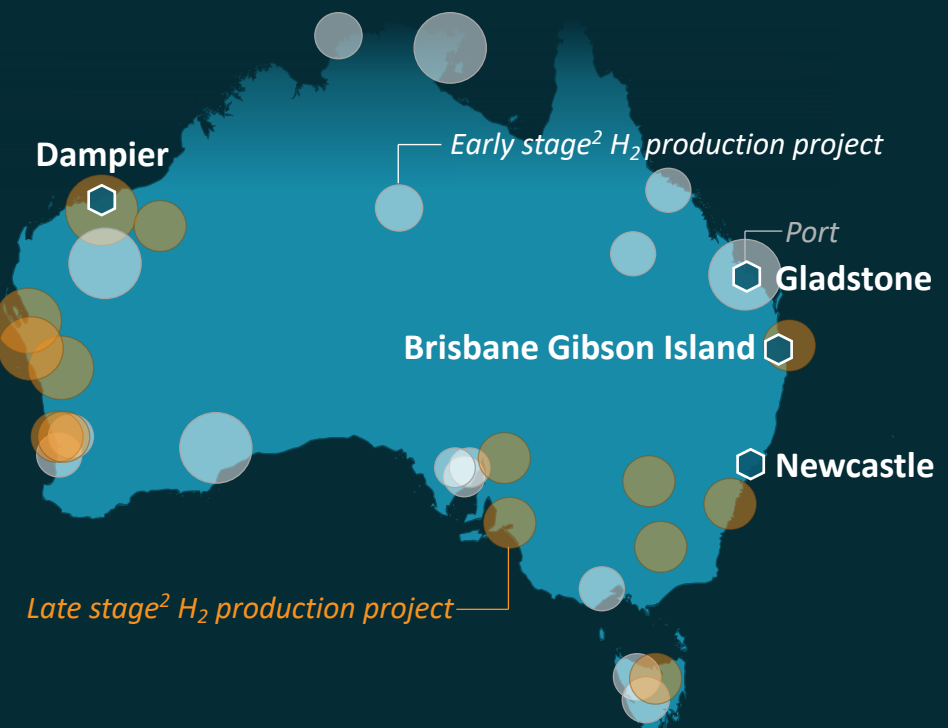 Early stage² H₂ production project
Dampier
Port
Gladstone
Brisbane Gibson Island
Newcastle
Late stage² H₂ production project